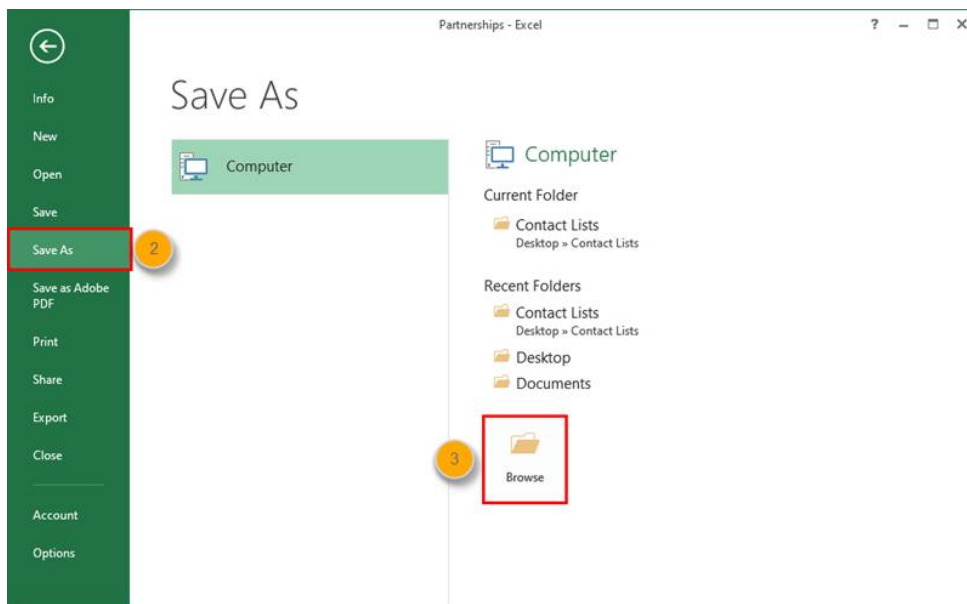 Partnerships - Excel
?
Info
New
Open
Save
Save As
2
Save as Adobe
PDF
Print
Share
Export
Close
Account
Options
Save As
Computer
Computer
Current Folder
Contact Lists
Desktop » Contact Lists
Recent Folders
Contact Lists
Desktop » Contact Lists
Desktop
Documents
3
Browse